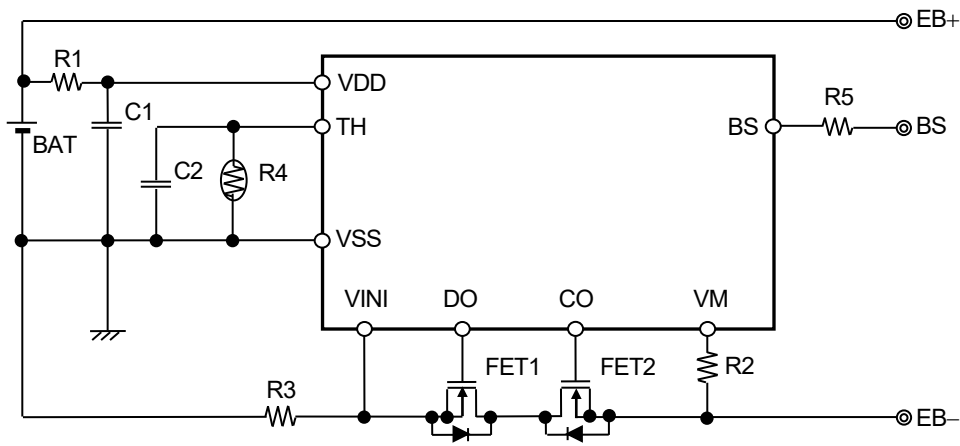 EB+
R1
VDD
C1
R5
TH
BS
BS
BAT
C2
R4
VSS
VINI
DO
CO
VM
FET1
FET2
R2
R3
EB−